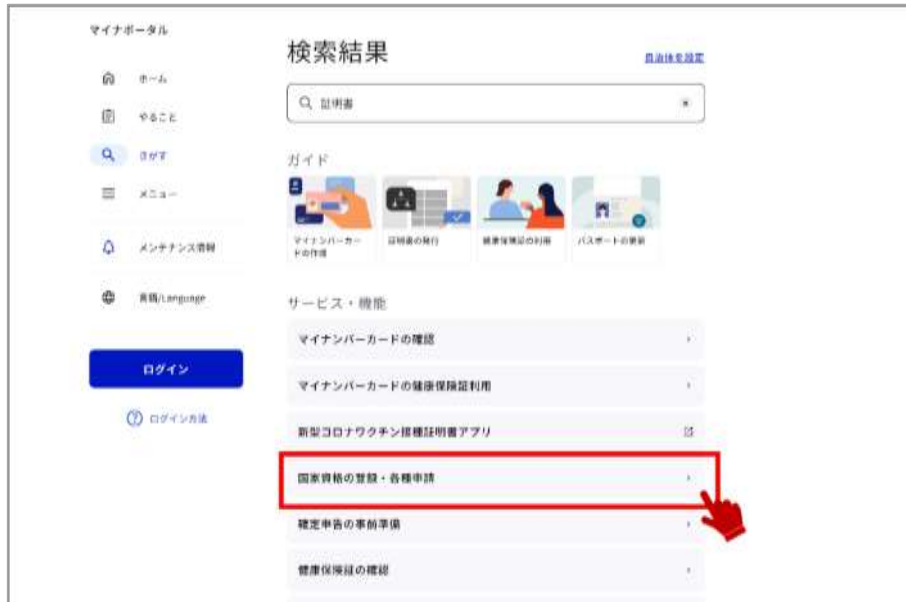 マイナポータル
ホーム
やること
さがす
メニュー
メンテナンス情報
言語/Language
ログイン
ログイン方法
検索結果
自治体を設定
証明書
ガイド
マイナンバーカー
ドの作成
証明書の発行
健康保険証の利用
パスポートの更新
サービス・機能
マイナンバーカードの確認
マイナンバーカードの健康保険証利用
新型コロナワクチン接種証明書アプリ
国家資格の登録・各種申請
確定申告の事前準備
健康保険証の確認